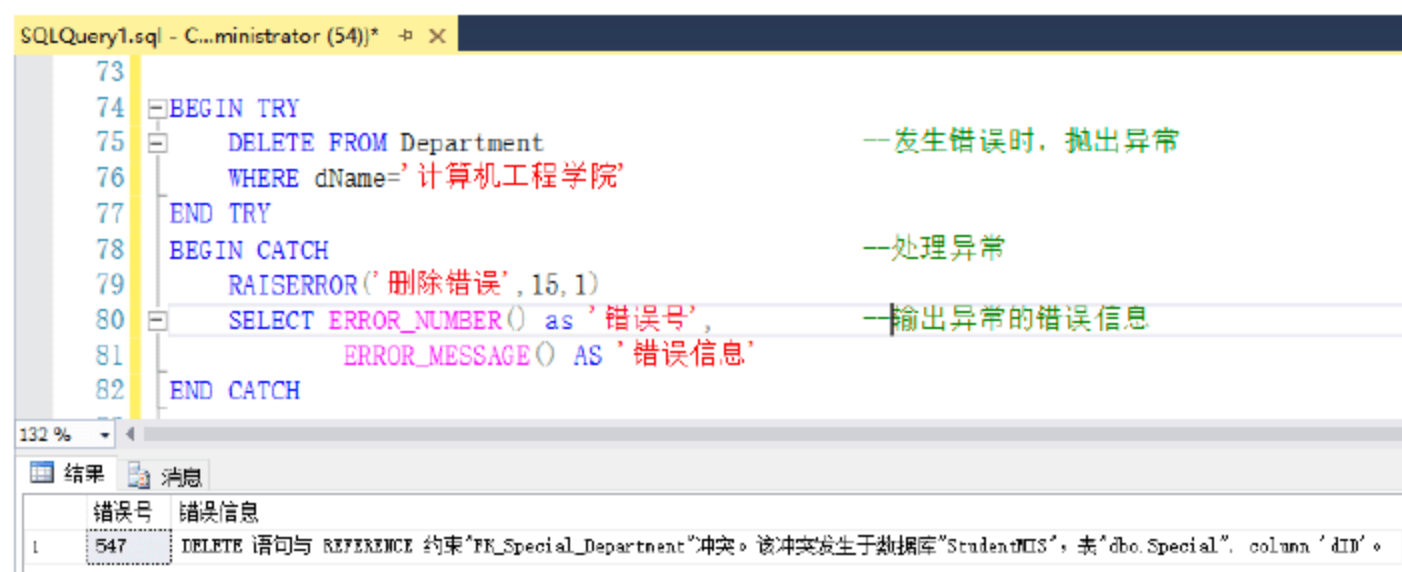 SQLQuery1.sql - C...ministrator (54))*
73
74 BEGIN TRY
75 DELETE FROM Department --发生错误时，抛出异常
76 WHERE dName='计算机工程学院'
77 END TRY
78 BEGIN CATCH --处理异常
79 RAISERROR('删除错误',15,1)
80 SELECT ERROR_NUMBER() as '错误号', --输出异常的错误信息
81 ERROR_MESSAGE() AS '错误信息'
82 END CATCH
132 %
结果 消息
错误号 错误信息
1 547 DELETE 语句与 REFERENCE 约束"FK_Special_Department"冲突。该冲突发生于数据库"StudentMIS"，表"dbo.Special", column 'dID'。